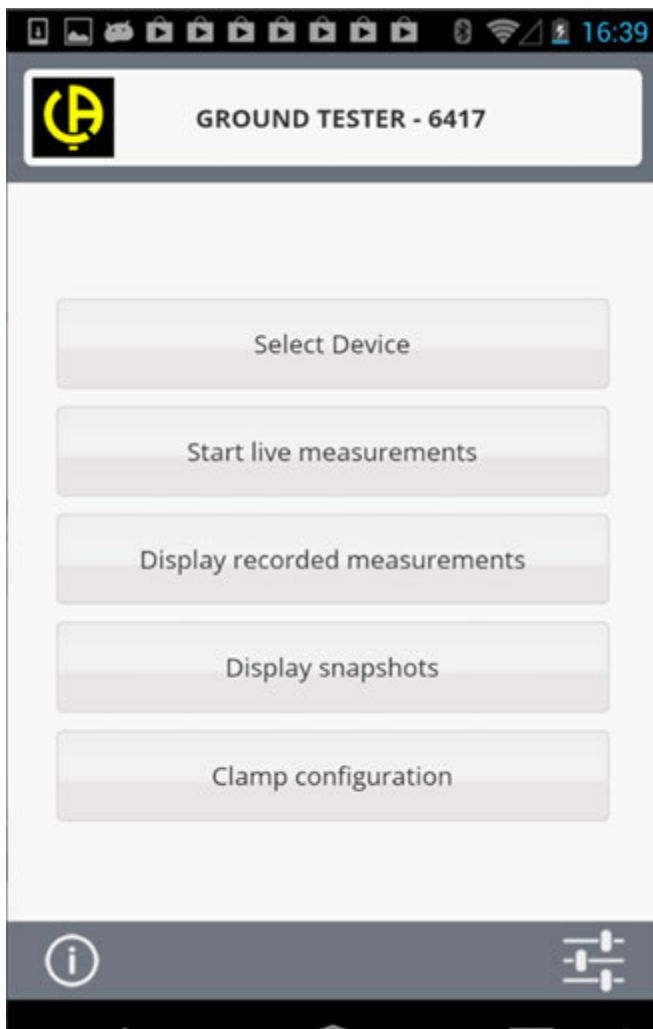 16:39
GROUND TESTER - 6417
Select Device
Start live measurements
Display recorded measurements
Display snapshots
Clamp configuration